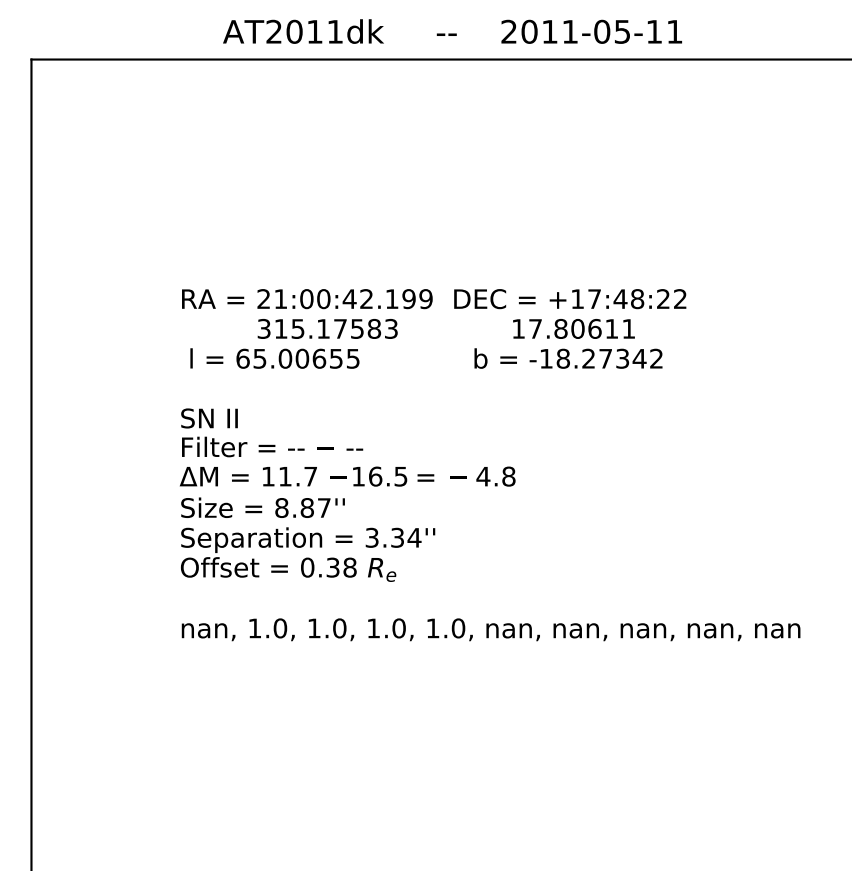 AT2011dk -- 2011-05-11
RA = 21:00:42.199 DEC = +17:48:22
315.17583 17.80611
l = 65.00655 b = -18.27342
SN II
Filter = -- − --
ΔM = 11.7 −16.5 = − 4.8
Size = 8.87''
Separation = 3.34''
Offset = 0.38 Rₑ
nan, 1.0, 1.0, 1.0, 1.0, nan, nan, nan, nan, nan